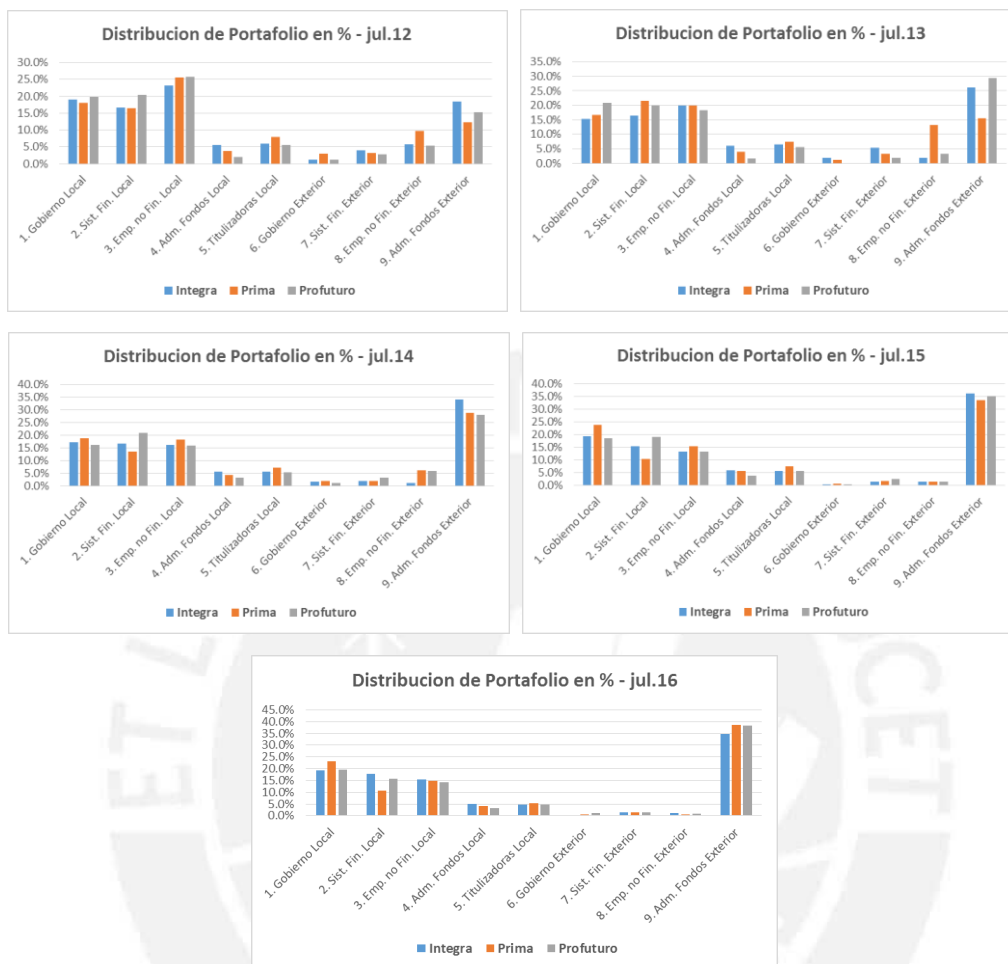 Distribucion de Portafolio en % - jul.12
30.0%
25.0%
20.0%
15.0%
10.0%
5.0%
0.0%
1. Gobierno Local
2. Sist. Fin. Local
3. Emp. no Fin. Local
4. Adm. Fondos Local
5. Titulizadoras Local
6. Gobierno Exterior
7. Sist. Fin. Exterior
8. Emp. no Fin. Exterior
9. Adm. Fondos Exterior
Integra Prima Profuturo
Distribucion de Portafolio en % - jul.13
35.0%
30.0%
25.0%
20.0%
15.0%
10.0%
5.0%
0.0%
1. Gobierno Local
2. Sist. Fin. Local
3. Emp. no Fin. Local
4. Adm. Fondos Local
5. Titulizadoras Local
6. Gobierno Exterior
7. Sist. Fin. Exterior
8. Emp. no Fin. Exterior
9. Adm. Fondos Exterior
Integra Prima Profuturo
Distribucion de Portafolio en % - jul.14
40.0%
35.0%
30.0%
25.0%
20.0%
15.0%
10.0%
5.0%
0.0%
1. Gobierno Local
2. Sist. Fin. Local
3. Emp. no Fin. Local
4. Adm. Fondos Local
5. Titulizadoras Local
6. Gobierno Exterior
7. Sist. Fin. Exterior
8. Emp. no Fin. Exterior
9. Adm. Fondos Exterior
Integra Prima Profuturo
Distribucion de Portafolio en % - jul.15
40.0%
35.0%
30.0%
25.0%
20.0%
15.0%
10.0%
5.0%
0.0%
1. Gobierno Local
2. Sist. Fin. Local
3. Emp. no Fin. Local
4. Adm. Fondos Local
5. Titulizadoras Local
6. Gobierno Exterior
7. Sist. Fin. Exterior
8. Emp. no Fin. Exterior
9. Adm. Fondos Exterior
Integra Prima Profuturo
Distribucion de Portafolio en % - jul.16
45.0%
40.0%
35.0%
30.0%
25.0%
20.0%
15.0%
10.0%
5.0%
0.0%
1. Gobierno Local
2. Sist. Fin. Local
3. Emp. no Fin. Local
4. Adm. Fondos Local
5. Titulizadoras Local
6. Gobierno Exterior
7. Sist. Fin. Exterior
8. Emp. no Fin. Exterior
9. Adm. Fondos Exterior
Integra Prima Profuturo